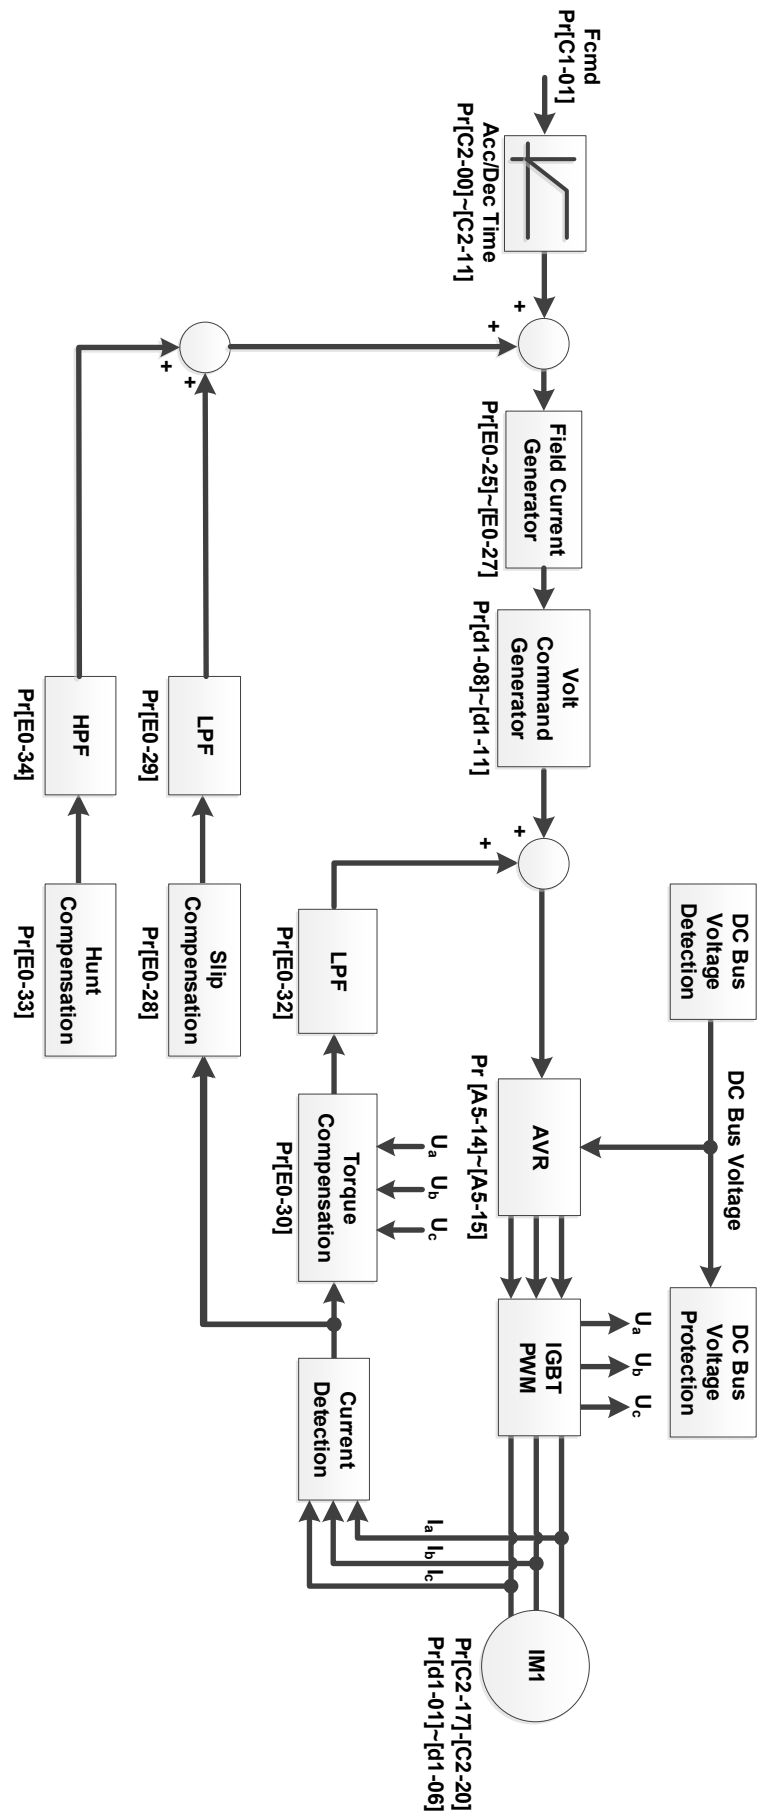 Fcmd
Pr[C1-01]
Acc/Dec Time
Pr[C2-00]~[C2-11]
+
+
Field Current
Generator
Pr[E0-25]~[E0-27]
Volt
Command
Generator
Pr[d1-08]~[d1-11]
+
+
DC Bus
Voltage
Detection
DC Bus Voltage
DC Bus
Voltage
Protection
AVR
Pr [A5-14]~[A5-15]
IGBT
PWM
Ua
Ub
Uc
IM1
Pr[C2-17]-[C2-20]
Pr[d1-01]~[d1-06]
Ia
Ib
Ic
Current
Detection
Ua
Ub
Uc
Torque
Compensation
Pr[E0-30]
LPF
Pr[E0-32]
+
+
LPF
Pr[E0-29]
Slip
Compensation
Pr[E0-28]
HPF
Pr[E0-34]
Hunt
Compensation
Pr[E0-33]